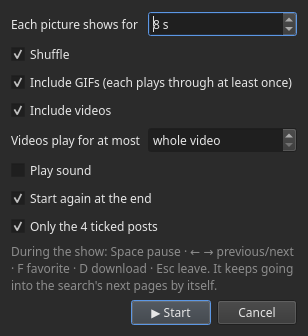 Each picture shows for 8 s
Shuffle
Include GIFs (each plays through at least once)
Include videos
Videos play for at most whole video
Play sound
Start again at the end
Only the 4 ticked posts
During the show: Space pause · ← → previous/next
· F favorite · D download · Esc leave. It keeps going
into the search's next pages by itself.
▶ Start Cancel